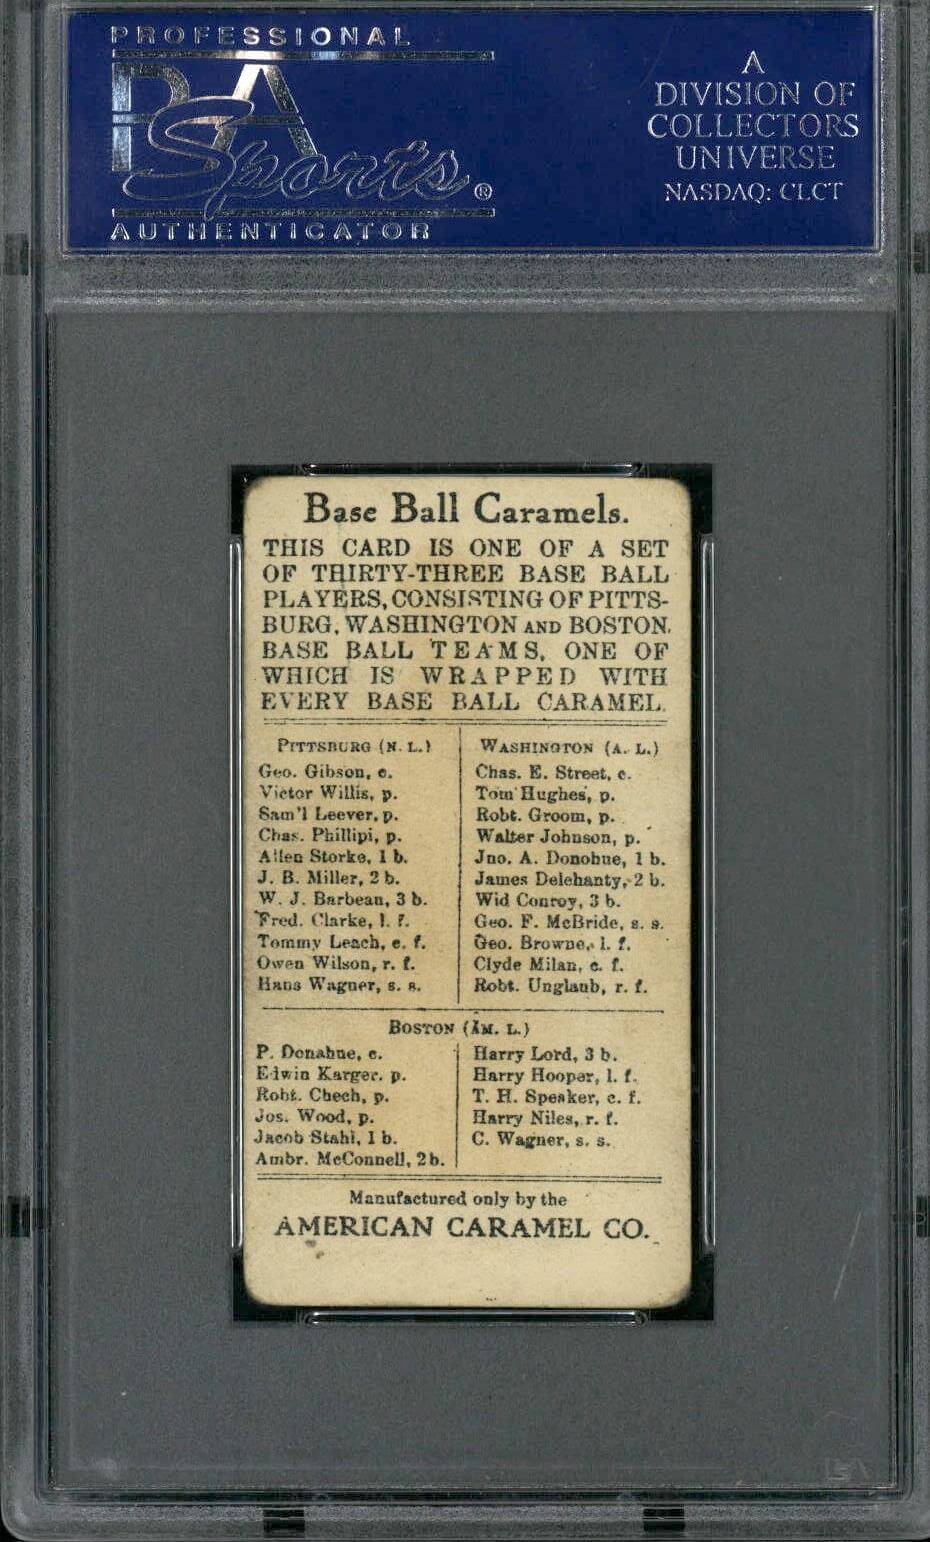 PROFESSIONAL
PSA
Sports®
AUTHENTICATOR
A
DIVISION OF
COLLECTORS
UNIVERSE
NASDAQ: CLCT
Base Ball Caramels.
THIS CARD IS ONE OF A SET
OF THIRTY-THREE BASE BALL
PLAYERS, CONSISTING OF PITTS-
BURG, WASHINGTON AND BOSTON
BASE BALL TEAMS, ONE OF
WHICH IS WRAPPED WITH
EVERY BASE BALL CARAMEL.
PITTSBURG (N. L.)
Geo. Gibson, c.
Victor Willis, p.
Sam'l Leever, p.
Chas. Phillipi, p.
Allen Storke, 1 b.
J. B. Miller, 2 b.
W. J. Barbeau, 3 b.
Fred. Clarke, l. f.
Tommy Leach, c. f.
Owen Wilson, r. f.
Hans Wagner, s. s.
WASHINGTON (A. L.)
Chas. E. Street, c.
Tom Hughes, p.
Robt. Groom, p.
Walter Johnson, p.
Jno. A. Donohue, 1 b.
James Delehanty, 2 b.
Wid Conroy, 3 b.
Geo. F. McBride, s. s.
Geo. Browne, l. f.
Clyde Milan, c. f.
Robt. Unglaub, r. f.
BOSTON (AM. L.)
P. Donahue, c.
Edwin Karger, p.
Robt. Chech, p.
Jos. Wood, p.
Jacob Stahl, 1 b.
Ambr. McConnell, 2 b.
Harry Lord, 3 b.
Harry Hooper, l. f.
T. H. Speaker, c. f.
Harry Niles, r. f.
C. Wagner, s. s.
Manufactured only by the
AMERICAN CARAMEL CO.